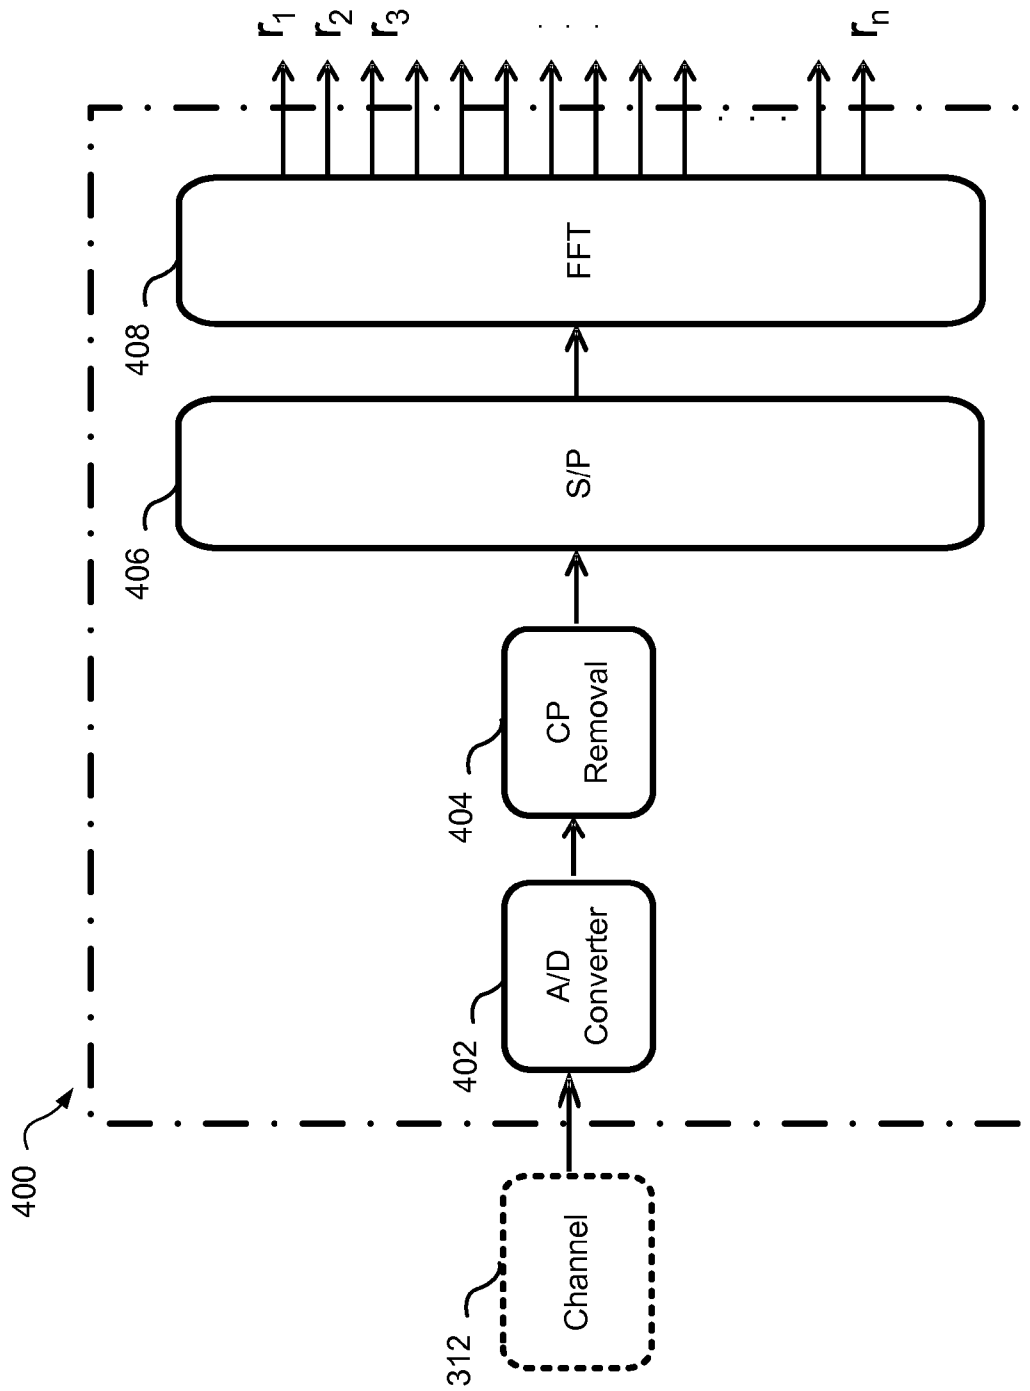 400
312
Channel
402
A/D
Converter
404
CP
Removal
406
S/P
408
FFT
r1
r2
r3
. . .
. . .
rn